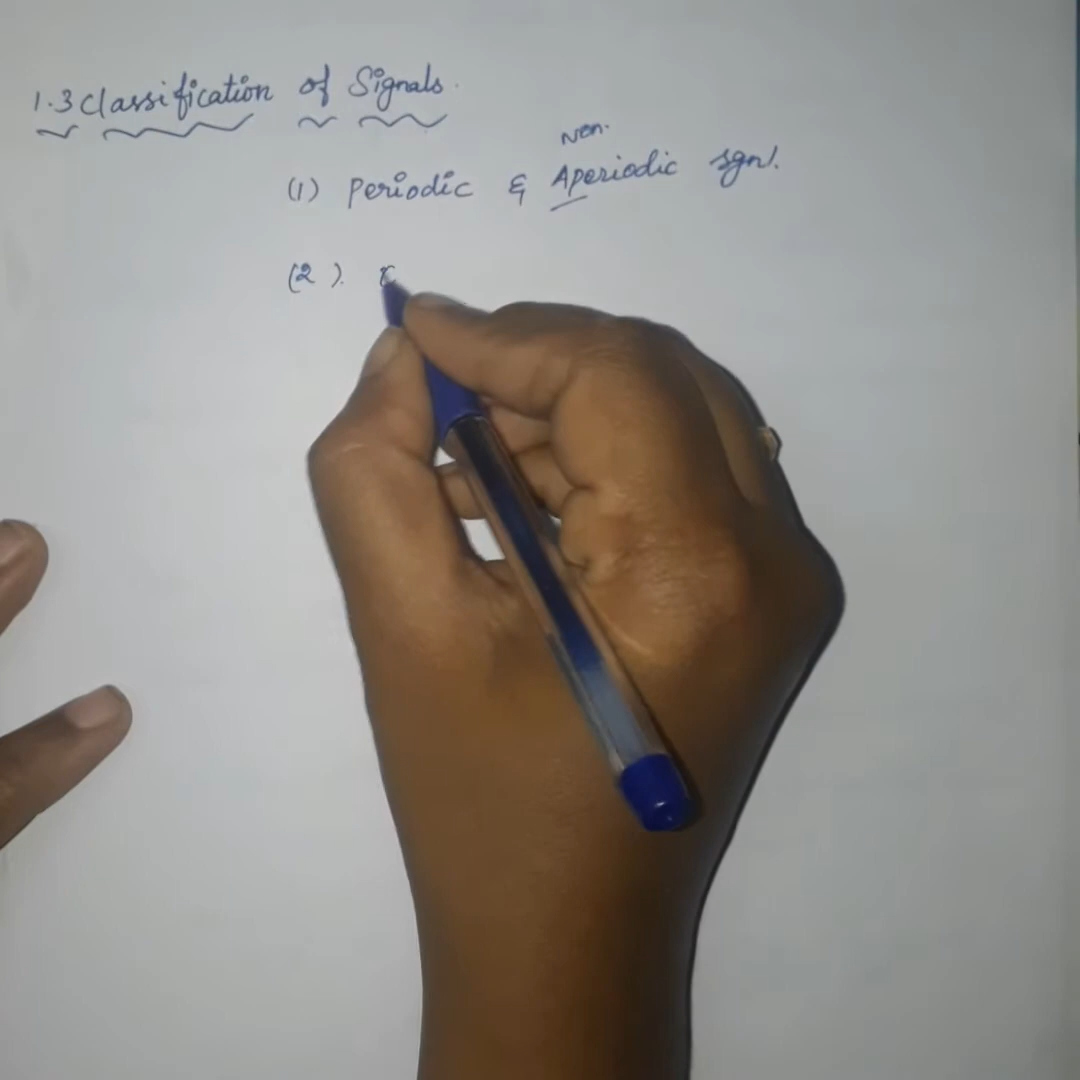 1.3 Classification of Signals.
Non.
(1) Periodic & Aperiodic sgnl.
(2).